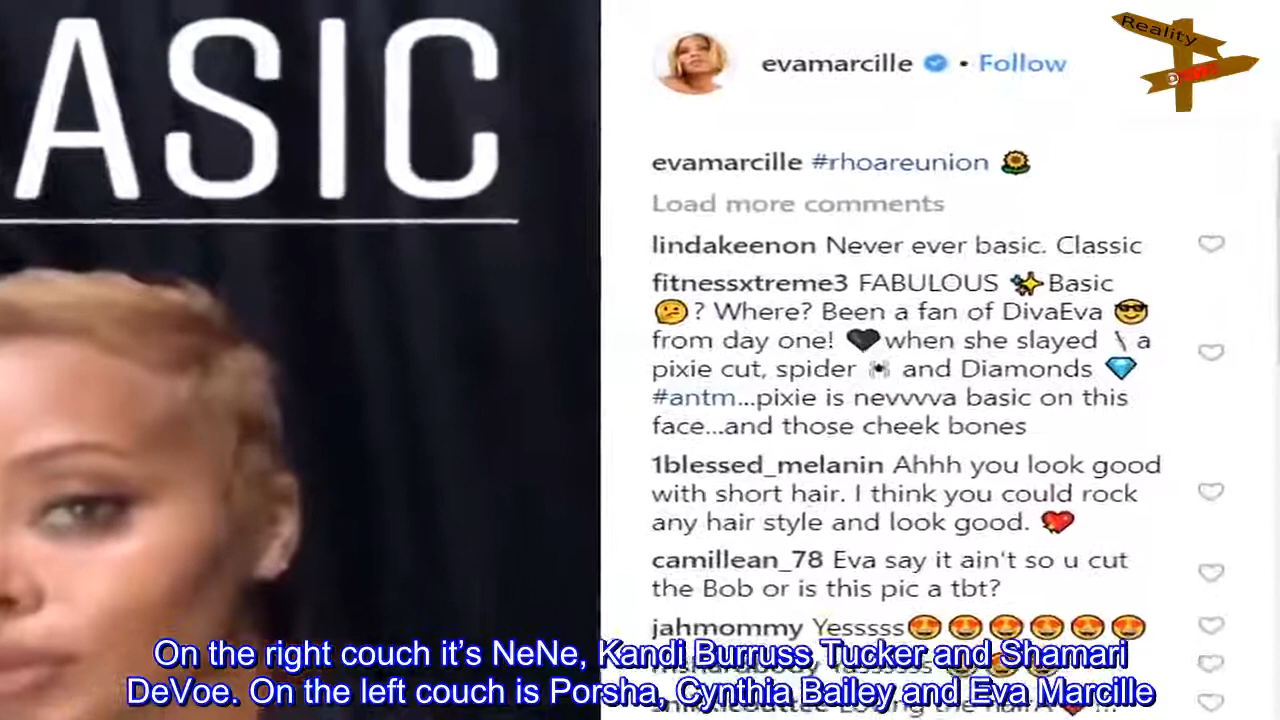 ASIC
Reality
evamarcille • Follow
evamarcille #rhoareunion 🌻
Load more comments
lindakeenon Never ever basic. Classic
fitnessxtreme3 FABULOUS ✨Basic
🤔? Where? Been a fan of DivaEva 😎
from day one! 🖤when she slayed \ a
pixie cut, spider 🕷 and Diamonds 💎
#antm...pixie is nevvvva basic on this
face...and those cheek bones
1blessed_melanin Ahhh you look good
with short hair. I think you could rock
any hair style and look good. 💖
camillean_78 Eva say it ain't so u cut
the Bob or is this pic a tbt?
jahmommy Yesssss😍😍😍😍😍😍
On the right couch it's NeNe, Kandi Burruss Tucker and Shamari
DeVoe. On the left couch is Porsha, Cynthia Bailey and Eva Marcille